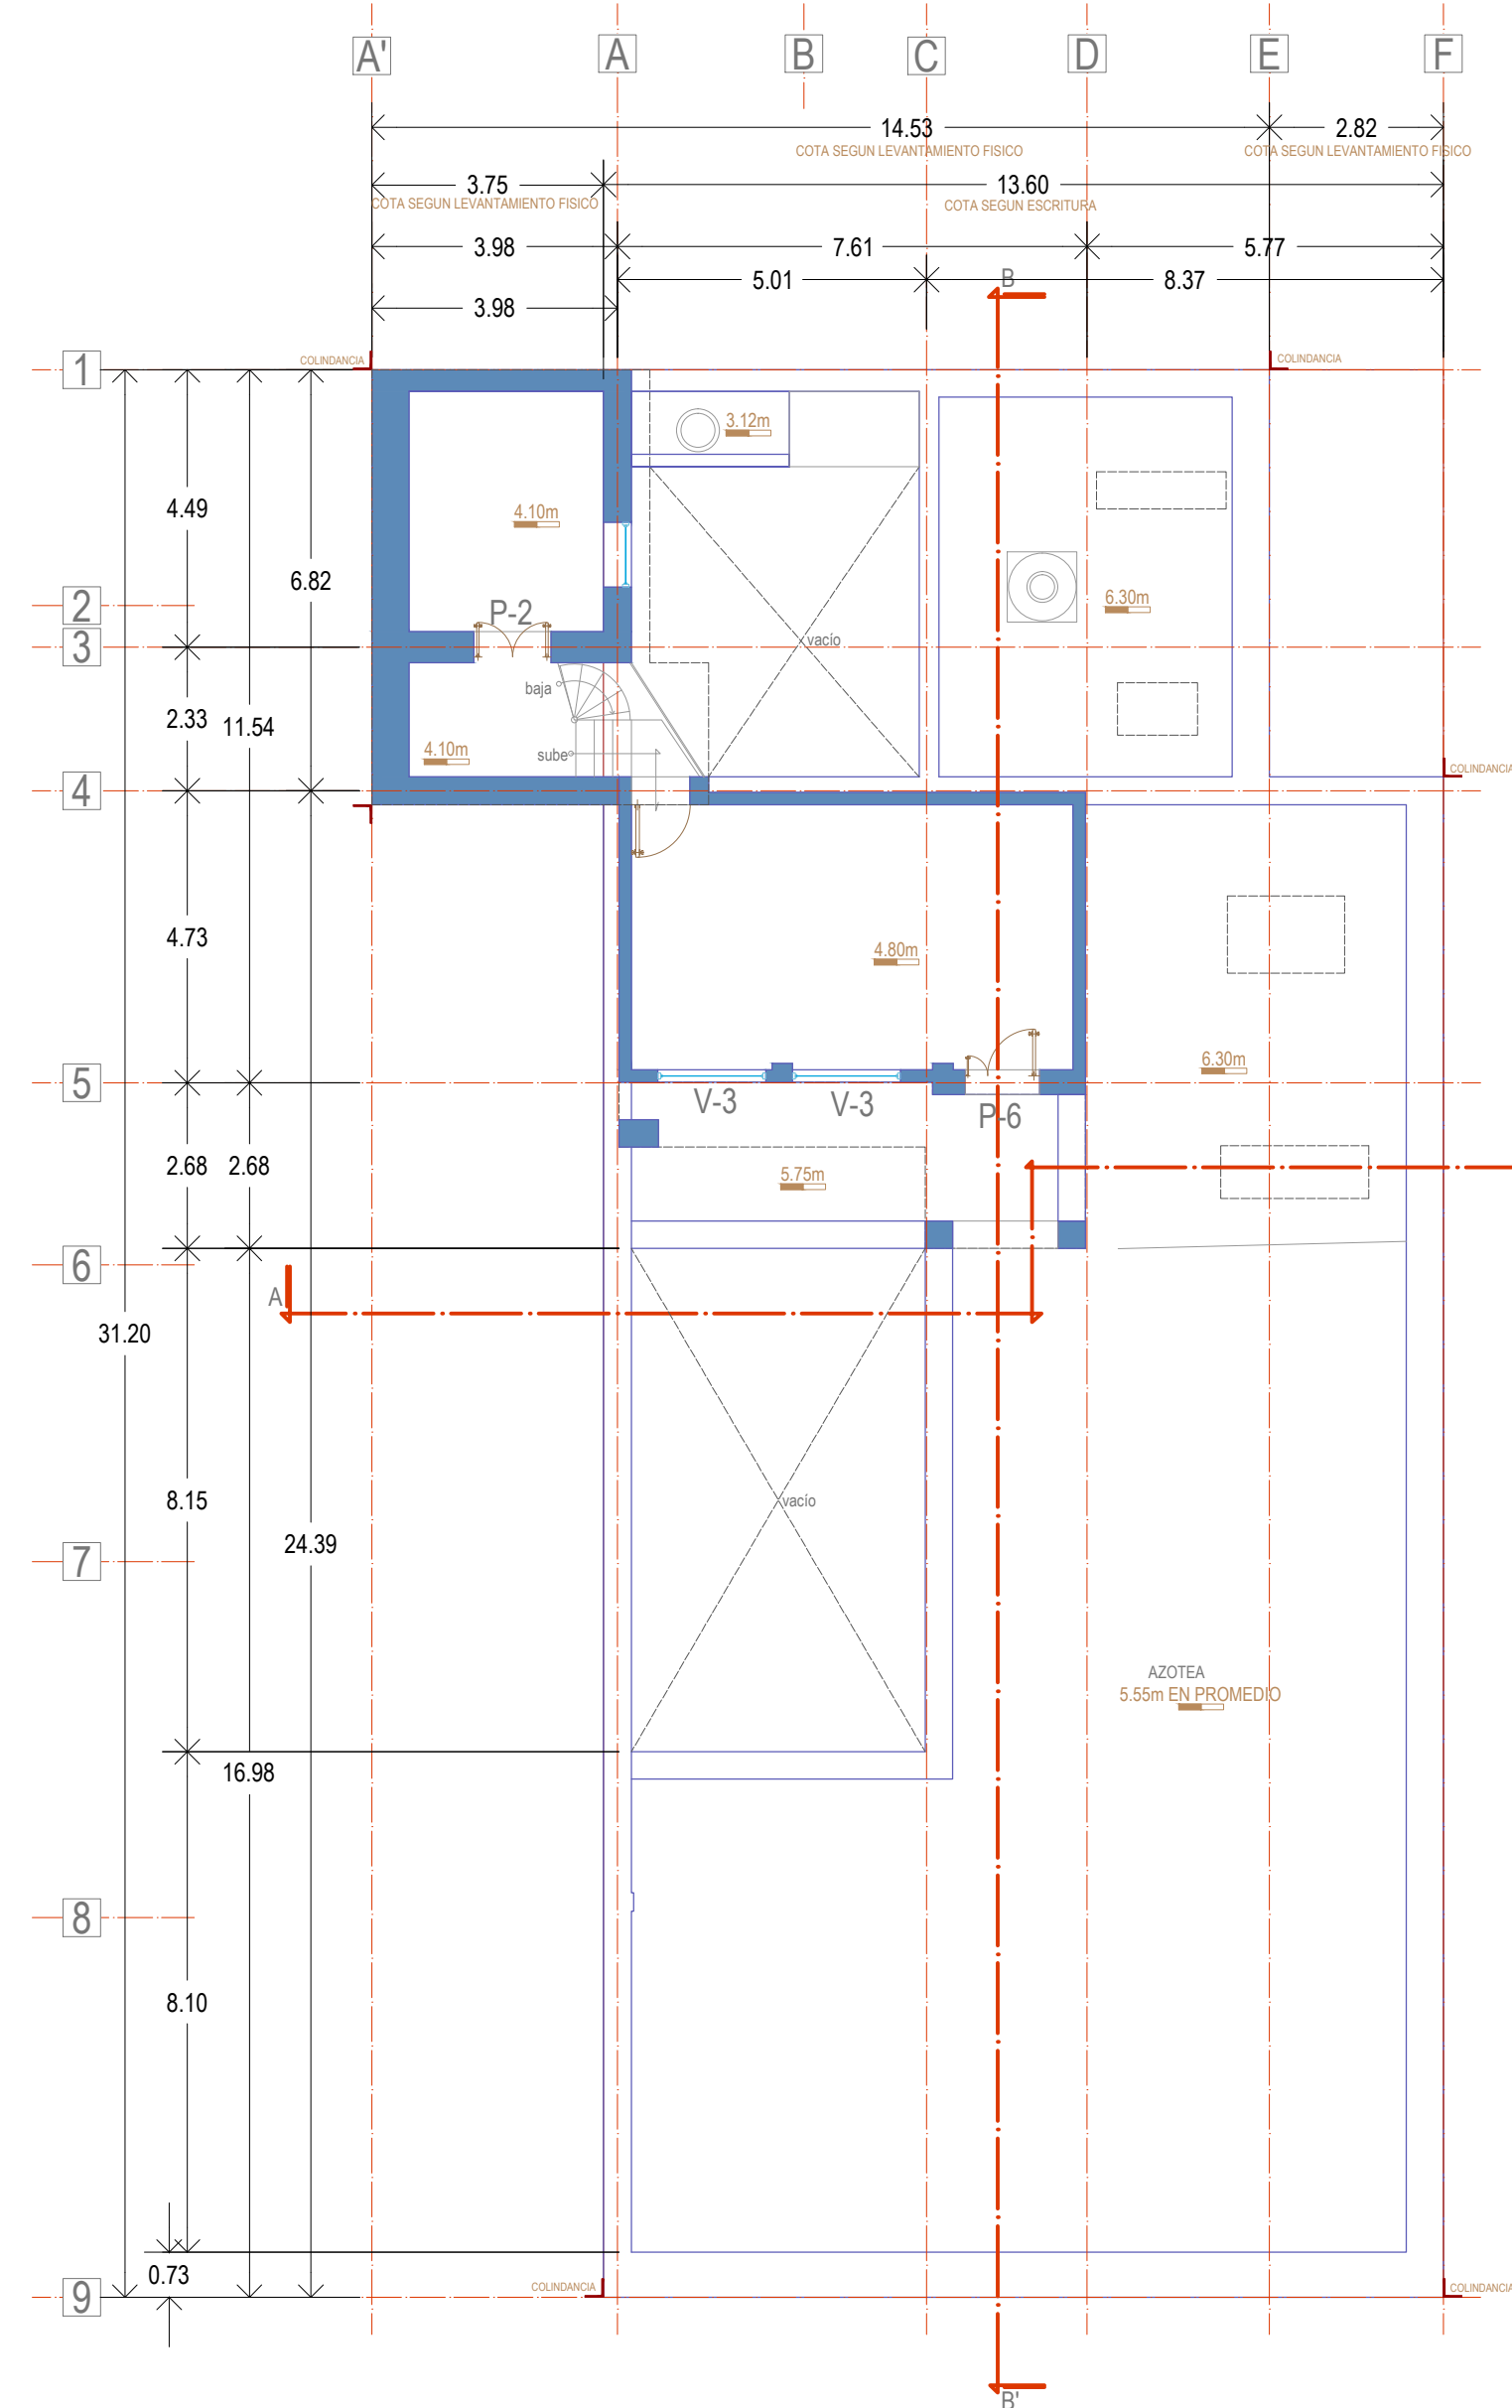 A' A B C D E F
14.53 2.82
COTA SEGUN LEVANTAMIENTO FISICO COTA SEGUN LEVANTAMIENTO FISICO
3.75 13.60
COTA SEGUN LEVANTAMIENTO FISICO COTA SEGUN ESCRITURA
3.98 7.61 5.77
5.01 B 8.37
3.98
COLINDANCIA COLINDANCIA
1
3.12m
4.49 4.10m
6.82
2 P-2 6.30m
3 vacío
baja
2.33 11.54
4.10m sube
COLINDANCIA
4
4.73
4.80m
6.30m
5
V-3 V-3 P-6
2.68 2.68 5.75m
6
A
31.20
8.15 vacío
24.39
7
AZOTEA
5.55m EN PROMEDIO
16.98
8
8.10
0.73
COLINDANCIA COLINDANCIA
9
B'